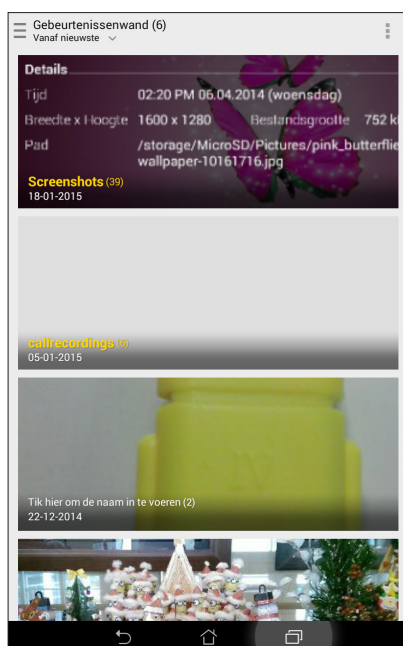 Gebeurtenissenwand (6)
Vanaf nieuwste
Details
Tijd 02:20 PM 06.04.2014 (woensdag)
Breedte x Hoogte 1600 x 1280 Bestandsgrootte 752 k
Pad /storage/MicroSD/Pictures/pink_butterflie
wallpaper-10161716.jpg
Screenshots (39)
18-01-2015
callrecordings (6)
05-01-2015
Tik hier om de naam in te voeren (2)
22-12-2014